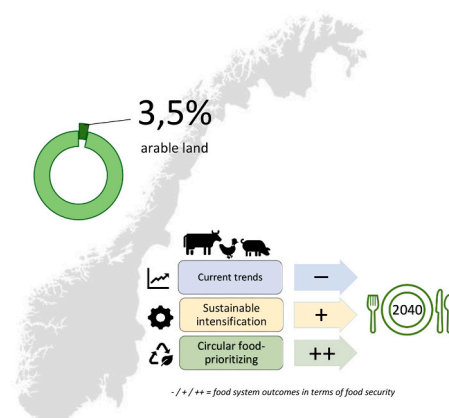 3,5%
arable land
Current trends
–
Sustainable
intensification
+
2040
Circular food-
prioritizing
++
- / + / ++ = food system outcomes in terms of food security